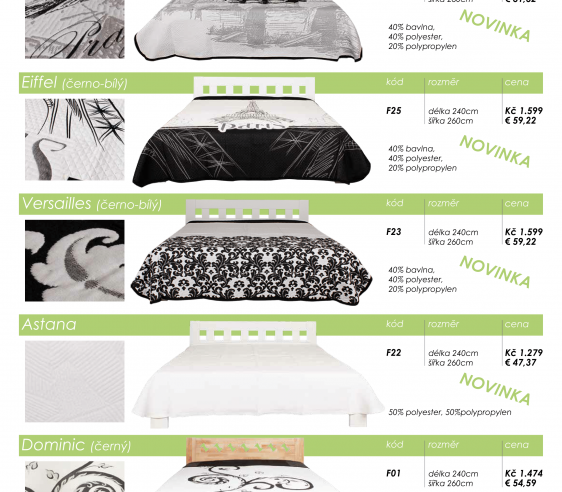 šířka 260cm € 61,62
40% bavlna,
40% polyester,
20% polypropylen
NOVINKA
Eiffel (černo-bílý) kód rozměr cena
F25 délka 240cm Kč 1.599
šířka 260cm € 59,22
40% bavlna,
40% polyester,
20% polypropylen
NOVINKA
Paris
Versailles (černo-bílý) kód rozměr cena
F23 délka 240cm Kč 1.599
šířka 260cm € 59,22
40% bavlna,
40% polyester,
20% polypropylen
NOVINKA
Astana kód rozměr cena
F22 délka 240cm Kč 1.279
šířka 260cm € 47,37
NOVINKA
50% polyester, 50%polypropylen
Dominic (černý) kód rozměr cena
F01 délka 240cm Kč 1.474
šířka 260cm € 54,59